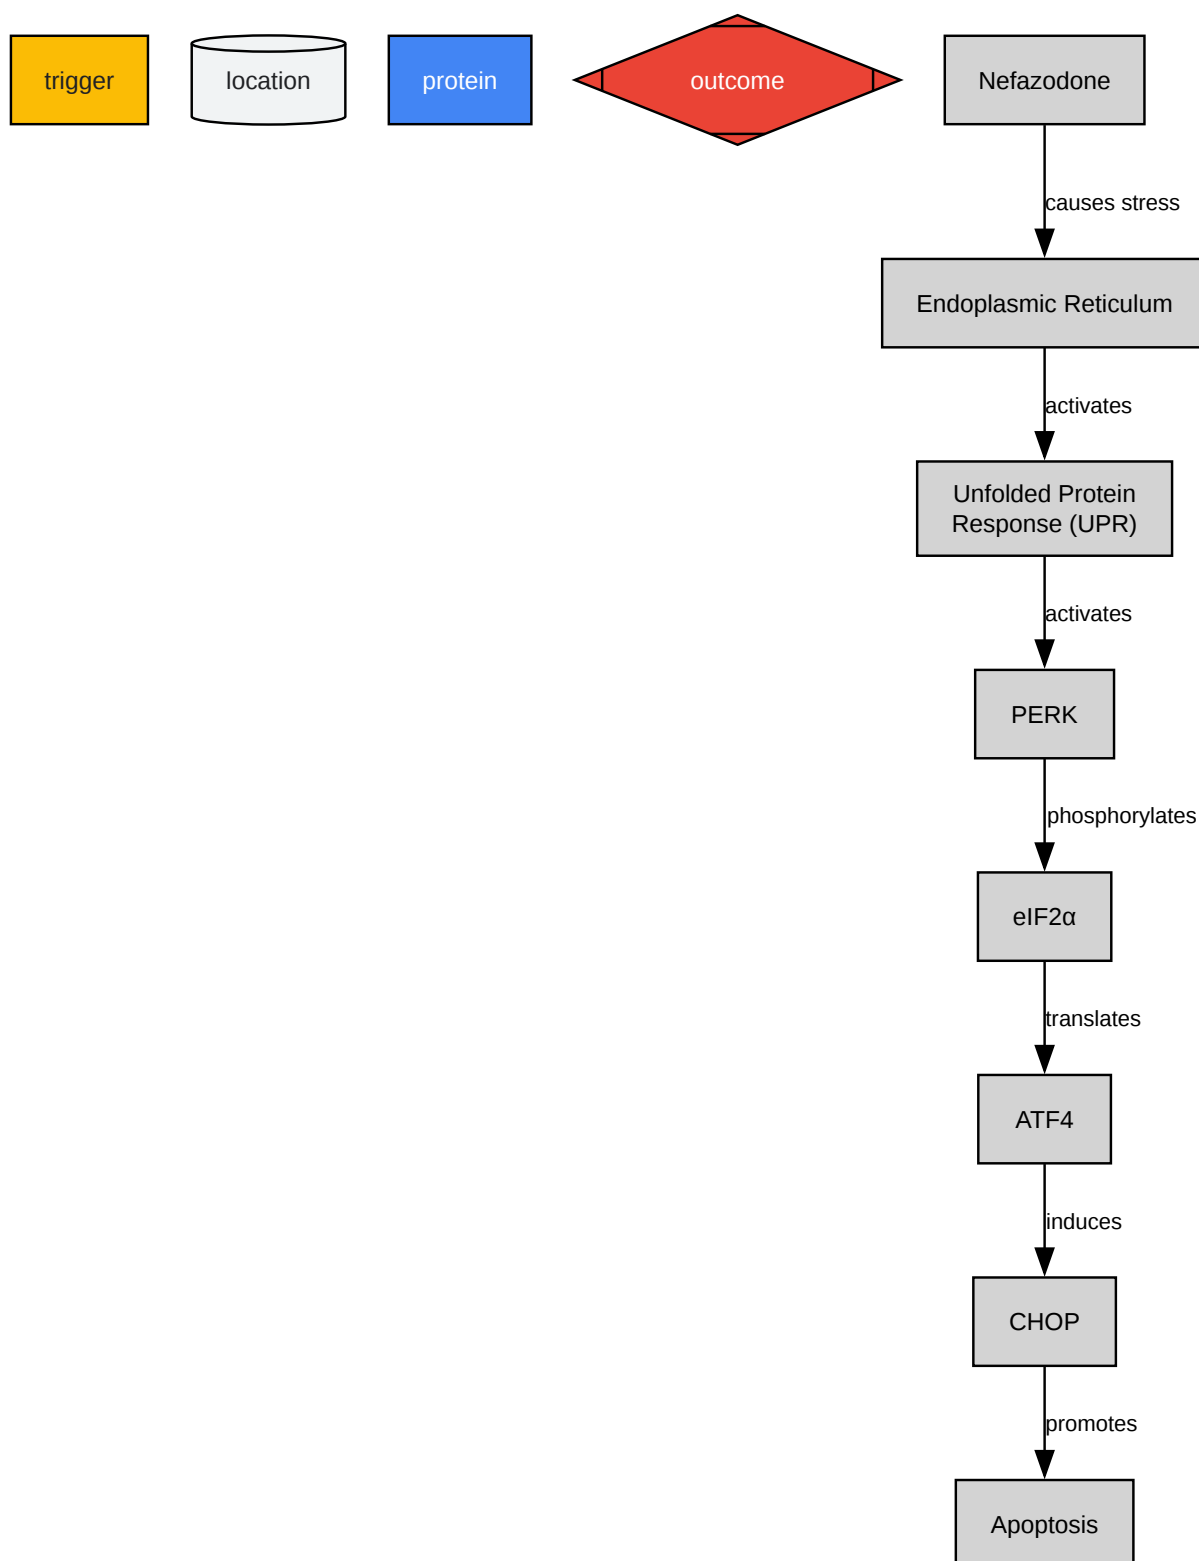 trigger
location
protein
outcome
Nefazodone
causes stress
Endoplasmic Reticulum
activates
Unfolded Protein
Response (UPR)
activates
PERK
phosphorylates
eIF2α
translates
ATF4
induces
CHOP
promotes
Apoptosis